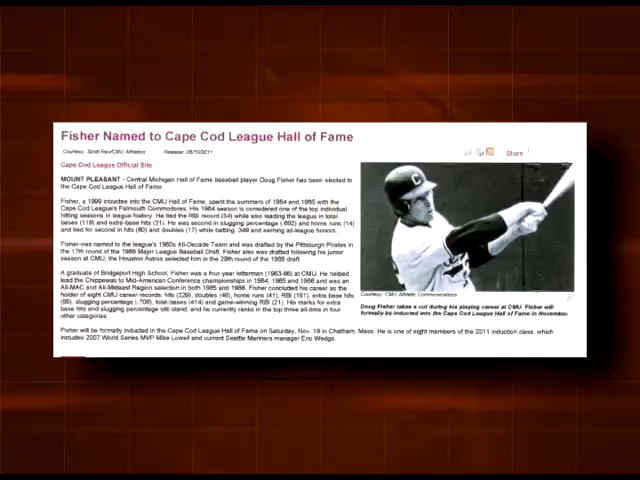 Fisher Named to Cape Cod League Hall of Fame
Courtesy: Scott Rex/CMU Athletics Release: 06/10/2011
Share
Cape Cod League Official Site
MOUNT PLEASANT - Central Michigan Hall of Fame baseball player Doug Fisher has been elected to
the Cape Cod League Hall of Fame
Fisher, a 1999 inductee into the CMU Hall of Fame, spent the summers of 1984 and 1985 with the
Cape Cod League's Falmouth Commodores. His 1984 season is considered one of the top individual
hitting seasons in league history. He tied the RBI record (54) while also leading the league in total
bases (119) and extra-base hits (31). He was second in slugging percentage (.692) and home runs (14)
and tied for second in hits (60) and doubles (17) while batting .349 and earning all-league honors.
Fisher was named to the league's 1980s All-Decade Team and was drafted by the Pittsburgh Pirates in
the 17th round of the 1986 Major League Baseball Draft. Fisher also was drafted following his junior
season at CMU; the Houston Astros selected him in the 29th round of the 1985 draft
A graduate of Bridgeport High School, Fisher was a four-year letterman (1983-86) at CMU. He helped
lead the Chippewas to Mid-American Conference championships in 1984, 1985 and 1986 and was an
All-MAC and All-Mideast Region selection in both 1985 and 1986. Fisher concluded his career as the
holder of eight CMU career records: hits (229), doubles (46), home runs (41), RBI (181), extra base hits
(95), slugging percentage (.709), total bases (414) and game-winning RBI (21). His marks for extra
base hits and slugging percentage still stand, and he currently ranks in the top three all-time in four
other categories
Fisher will be formally inducted in the Cape Cod League Hall of Fame on Saturday, Nov. 19 in Chatham, Mass. He is one of eight members of the 2011 induction class, which
includes 2007 World Series MVP Mike Lowell and current Seattle Mariners manager Eric Wedge.
C
Courtesy: CMU Athletic Communications
Doug Fisher takes a cut during his playing career at CMU. Fisher will
formally be inducted into the Cape Cod League Hall of Fame in November.